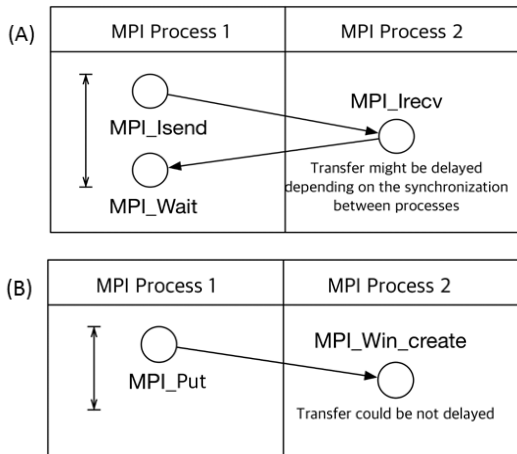 (A)
MPI Process 1
MPI Process 2
MPI_Isend
MPI_Irecv
MPI_Wait
Transfer might be delayed
depending on the synchronization
between processes
(B)
MPI Process 1
MPI Process 2
MPI_Put
MPI_Win_create
Transfer could be not delayed